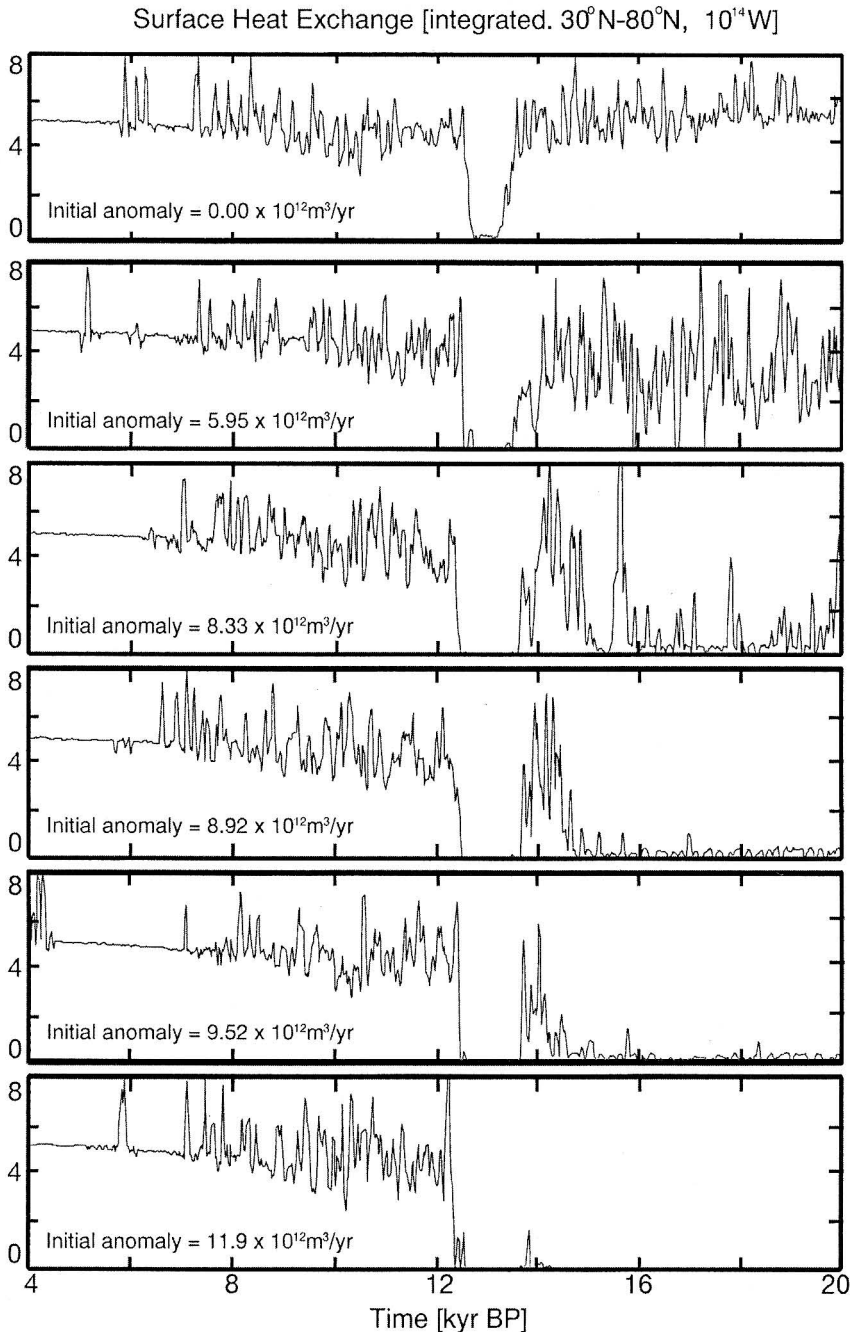 Surface Heat Exchange [integrated. 30°N-80°N, 10¹⁴W]
8
4
0
Initial anomaly = 0.00 x 10¹²m³/yr
8
4
0
Initial anomaly = 5.95 x 10¹²m³/yr
8
4
0
Initial anomaly = 8.33 x 10¹²m³/yr
8
4
0
Initial anomaly = 8.92 x 10¹²m³/yr
8
4
0
Initial anomaly = 9.52 x 10¹²m³/yr
8
4
0
Initial anomaly = 11.9 x 10¹²m³/yr
4 8 12 16 20
Time [kyr BP]